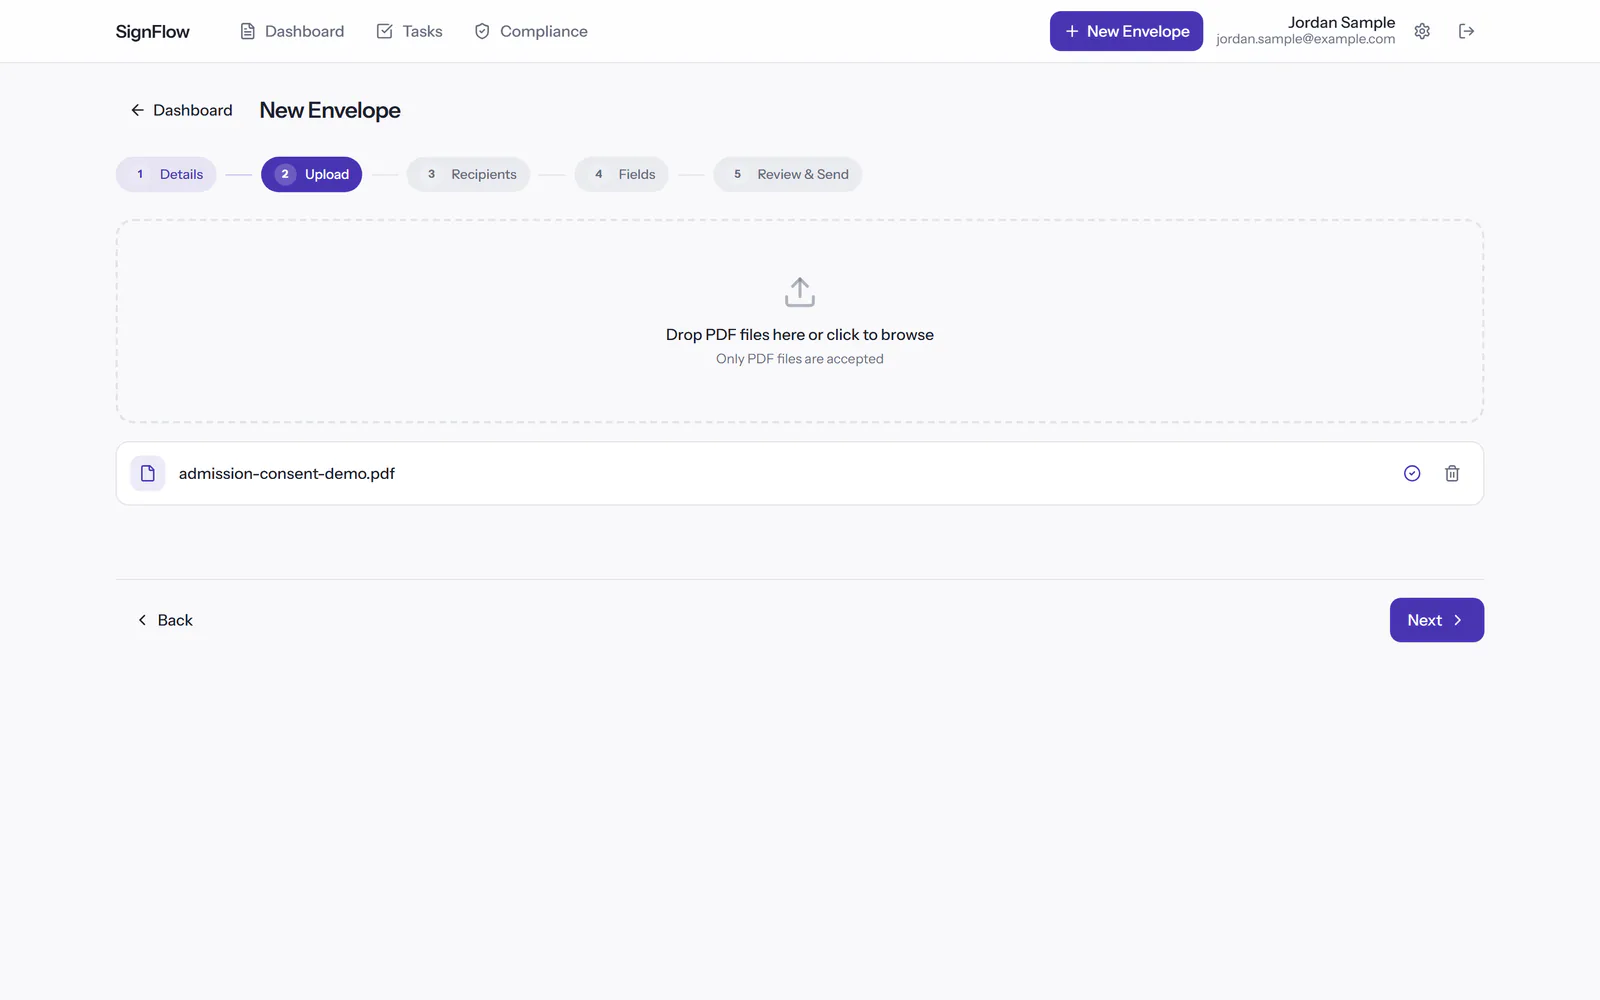 SignFlow
Dashboard
Tasks
Compliance
New Envelope
Jordan Sample
jordan.sample@example.com
Dashboard
New Envelope
1 Details
2 Upload
3 Recipients
4 Fields
5 Review & Send
Drop PDF files here or click to browse
Only PDF files are accepted
admission-consent-demo.pdf
Back
Next